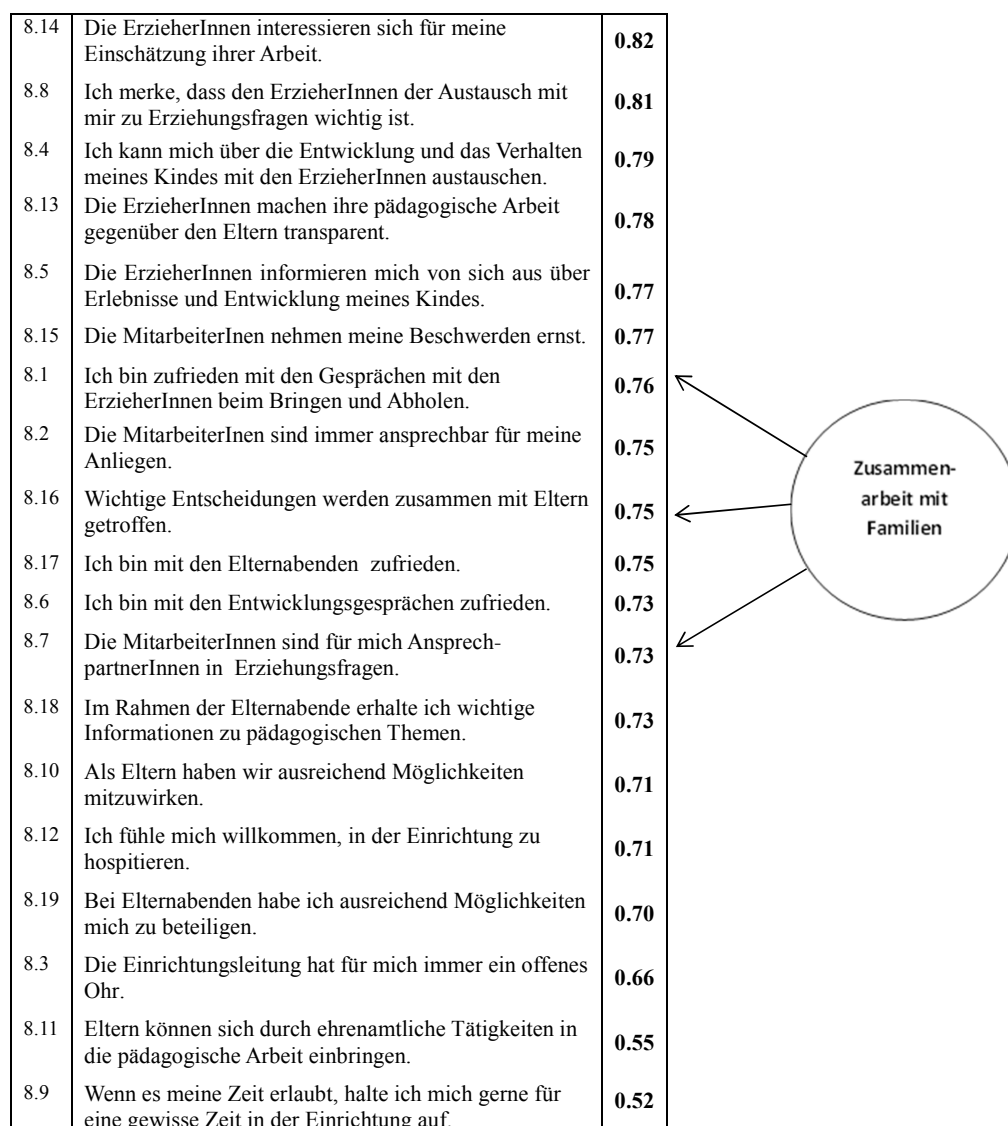 8.14 Die ErzieherInnen interessieren sich für meine 0.82
Einschätzung ihrer Arbeit.
8.8 Ich merke, dass den ErzieherInnen der Austausch mit 0.81
mir zu Erziehungsfragen wichtig ist.
8.4 Ich kann mich über die Entwicklung und das Verhalten 0.79
meines Kindes mit den ErzieherInnen austauschen.
8.13 Die ErzieherInnen machen ihre pädagogische Arbeit 0.78
gegenüber den Eltern transparent.
8.5 Die ErzieherInnen informieren mich von sich aus über 0.77
Erlebnisse und Entwicklung meines Kindes.
8.15 Die MitarbeiterInen nehmen meine Beschwerden ernst. 0.77
8.1 Ich bin zufrieden mit den Gesprächen mit den 0.76
ErzieherInnen beim Bringen und Abholen.
8.2 Die MitarbeiterInen sind immer ansprechbar für meine 0.75
Anliegen.
8.16 Wichtige Entscheidungen werden zusammen mit Eltern 0.75
getroffen.
8.17 Ich bin mit den Elternabenden zufrieden. 0.75
8.6 Ich bin mit den Entwicklungsgesprächen zufrieden. 0.73
8.7 Die MitarbeiterInnen sind für mich Ansprech- 0.73
partnerInnen in Erziehungsfragen.
8.18 Im Rahmen der Elternabende erhalte ich wichtige 0.73
Informationen zu pädagogischen Themen.
8.10 Als Eltern haben wir ausreichend Möglichkeiten 0.71
mitzuwirken.
8.12 Ich fühle mich willkommen, in der Einrichtung zu 0.71
hospitieren.
8.19 Bei Elternabenden habe ich ausreichend Möglichkeiten 0.70
mich zu beteiligen.
8.3 Die Einrichtungsleitung hat für mich immer ein offenes 0.66
Ohr.
8.11 Eltern können sich durch ehrenamtliche Tätigkeiten in 0.55
die pädagogische Arbeit einbringen.
8.9 Wenn es meine Zeit erlaubt, halte ich mich gerne für 0.52
eine gewisse Zeit in der Einrichtung auf.
Zusammen-
arbeit mit
Familien